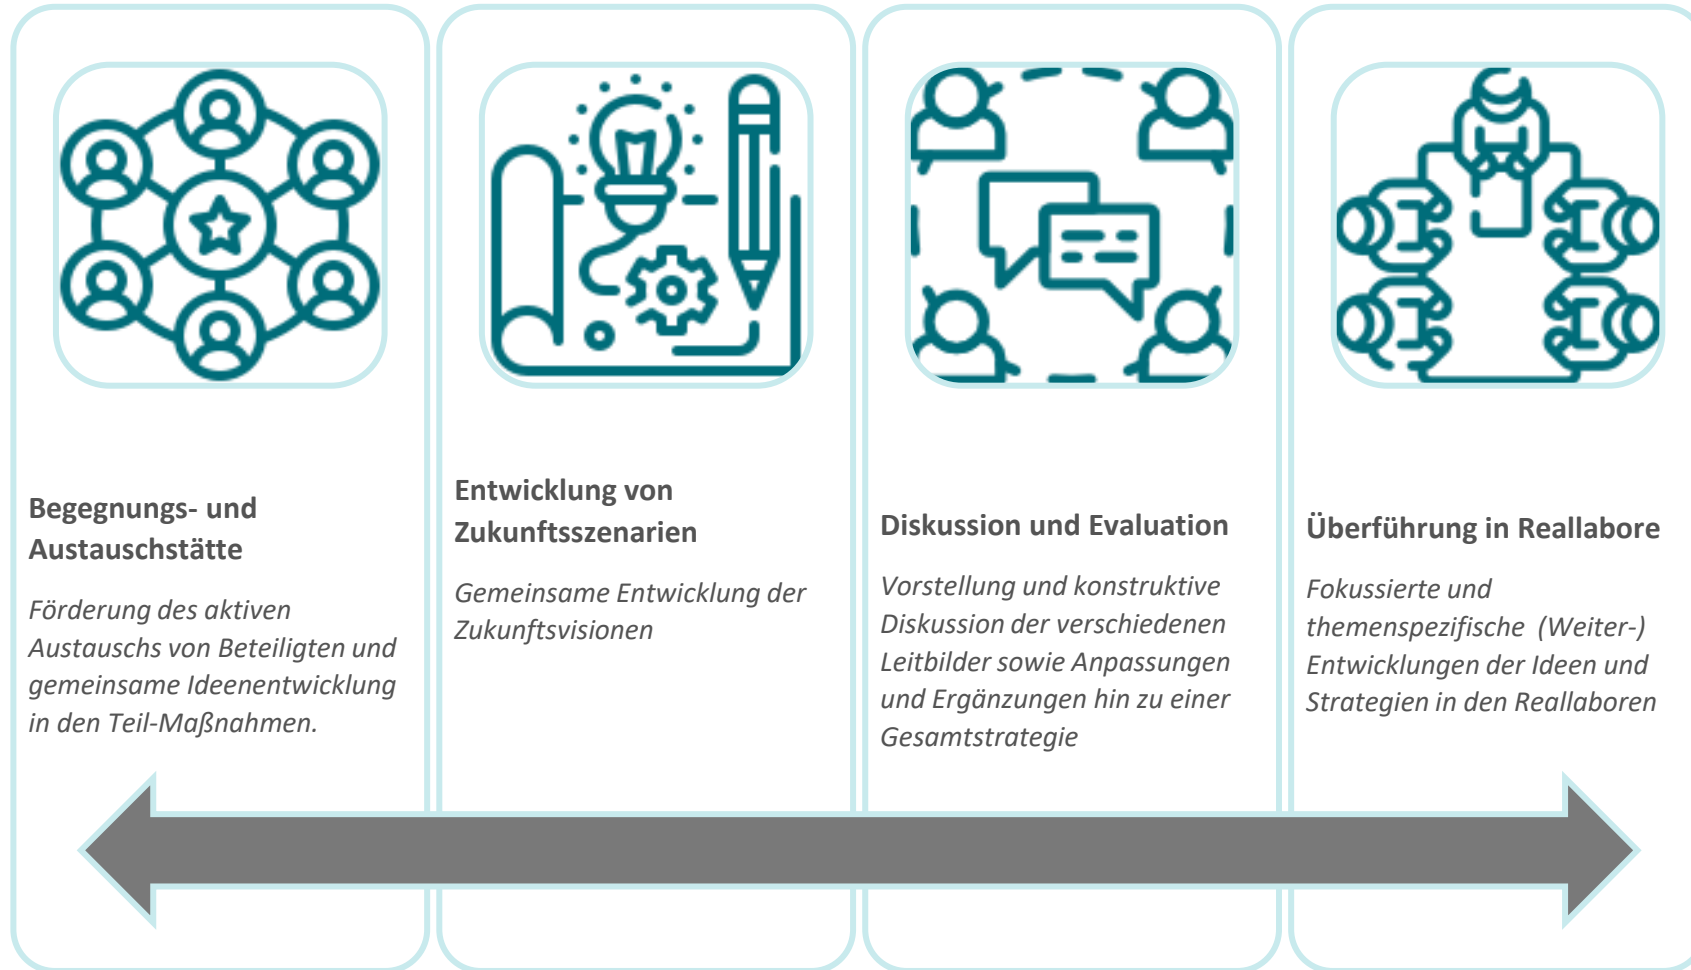 Begegnungs- und
Austauschstätte
Förderung des aktiven
Austauschs von Beteiligten und
gemeinsame Ideenentwicklung
in den Teil-Maßnahmen.
Entwicklung von
Zukunftsszenarien
Gemeinsame Entwicklung der
Zukunftsvisionen
Diskussion und Evaluation
Vorstellung und konstruktive
Diskussion der verschiedenen
Leitbilder sowie Anpassungen
und Ergänzungen hin zu einer
Gesamtstrategie
Überführung in Reallabore
Fokussierte und
themenspezifische (Weiter-)
Entwicklungen der Ideen und
Strategien in den Reallaboren